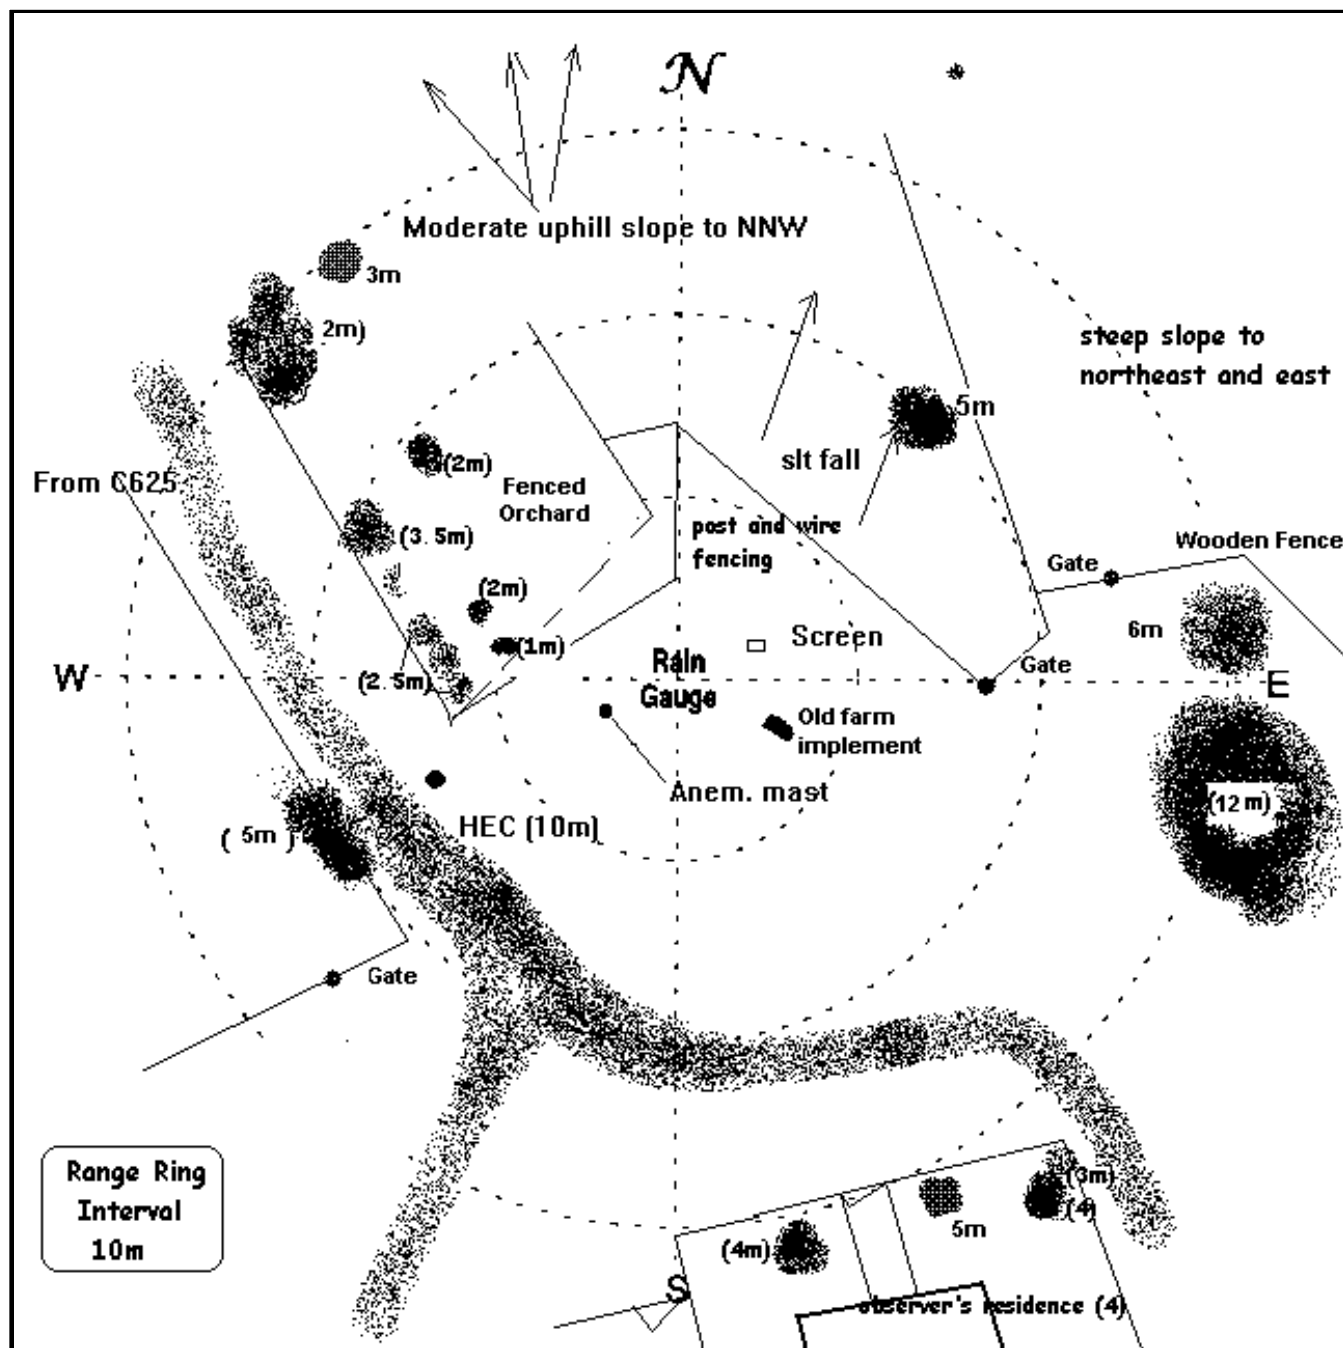 N
Moderate uphill slope to NNW
3m
2m)
steep slope to
northeast and east
5m
slt fall
(2m)
From C625
Fenced
Orchard
(3.5m)
post and wire
fencing
Wooden Fence
Gate
(2m)
6m
(1m)
Screen
Rain
Gauge
Gate
W
(2.5m)
E
Old farm
implement
Anem. mast
(12m)
HEC (10m)
( 5m )
Gate
Range Ring
Interval
10m
(3m)
(4)
5m
(4m)
S
observer's residence (4)